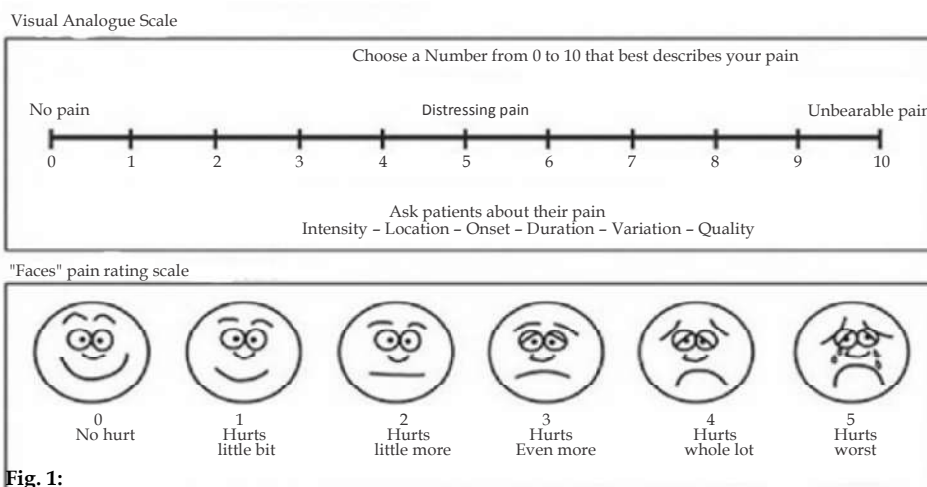 Visual Analogue Scale
Choose a Number from 0 to 10 that best describes your pain
No pain
Distressing pain
Unbearable pain
0 1 2 3 4 5 6 7 8 9 10
Ask patients about their pain
Intensity – Location – Onset – Duration – Variation – Quality
"Faces" pain rating scale
0 1 2 3 4 5
No hurt Hurts Hurts Hurts Hurts Hurts
little bit little more Even more whole lot worst
Fig. 1: